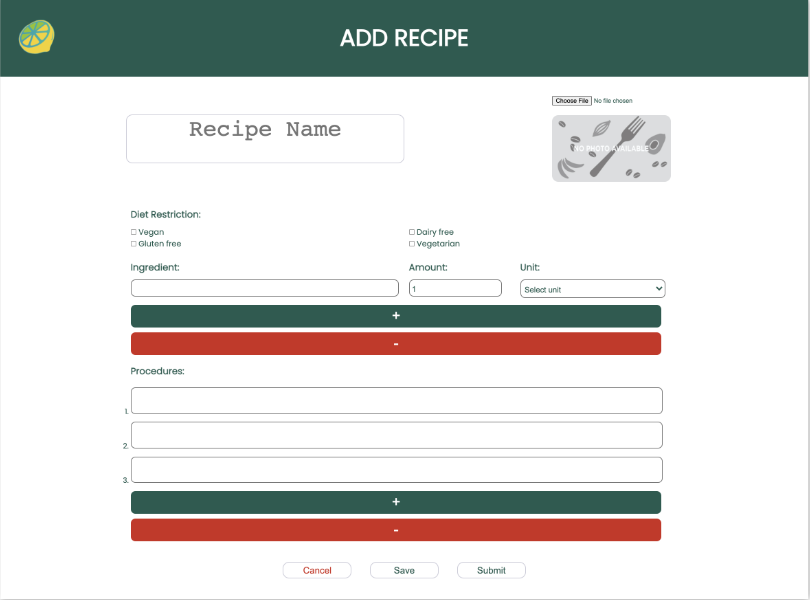 ADD RECIPE
Choose File No file chosen
Recipe Name
NO PHOTO AVAILABLE
Diet Restriction:
Vegan
Dairy free
Gluten free
Vegetarian
Ingredient:
Amount:
Unit:
1
Select unit
+
-
Procedures:
1.
2.
3.
+
-
Cancel
Save
Submit